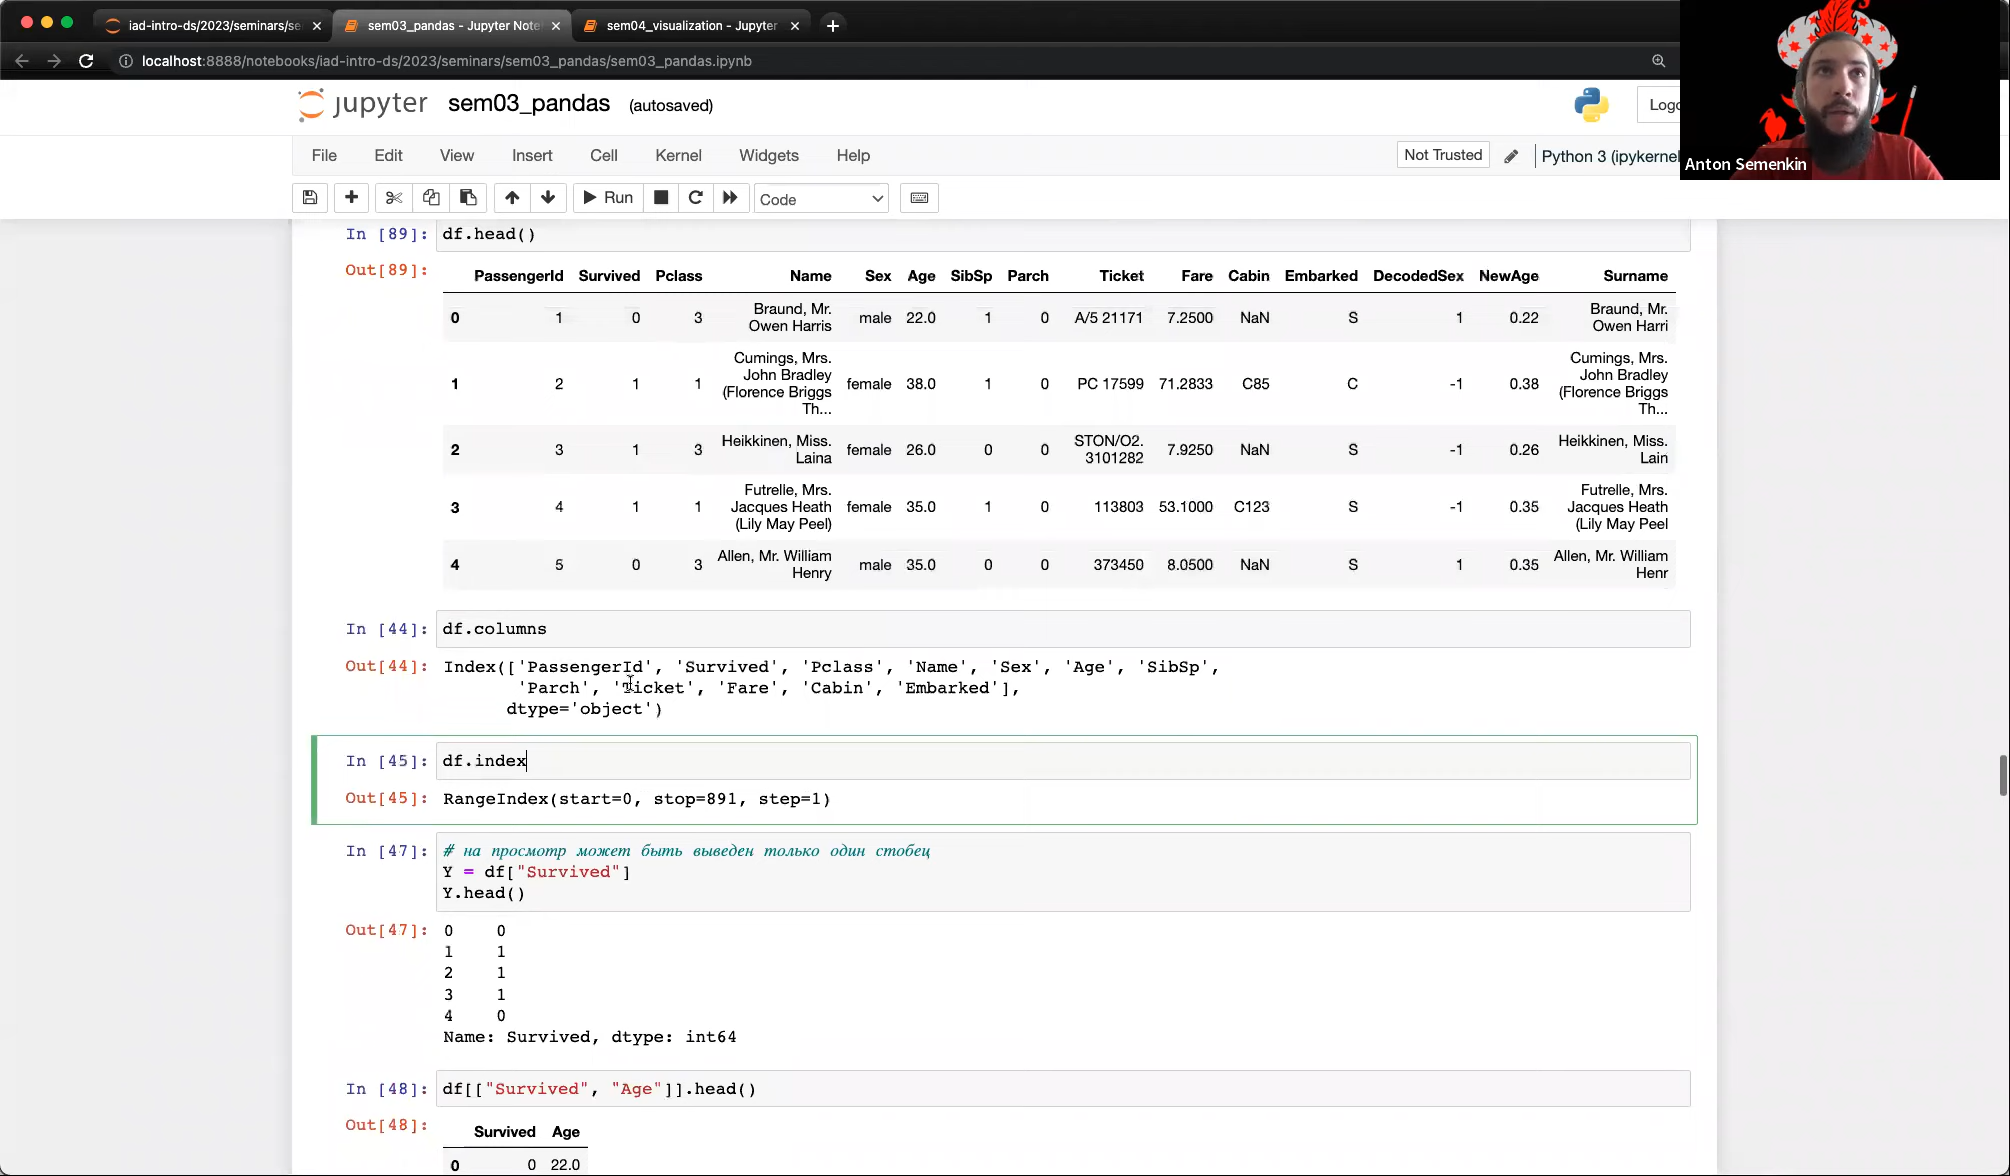 iad-intro-ds/2023/seminars/se
sem03_pandas - Jupyter Note
sem04_visualization - Jupyter
localhost:8888/notebooks/iad-intro-ds/2023/seminars/sem03_pandas/sem03_pandas.ipynb
jupyter sem03_pandas (autosaved)
Logo
File Edit View Insert Cell Kernel Widgets Help
Not Trusted Python 3 (ipykernel
Anton Semenkin
Run Code
In [89]: df.head()
Out[89]: PassengerId Survived Pclass Name Sex Age SibSp Parch Ticket Fare Cabin Embarked DecodedSex NewAge Surname
0 1 0 3 Braund, Mr. Owen Harris male 22.0 1 0 A/5 21171 7.2500 NaN S 1 0.22 Braund, Mr. Owen Harri
1 2 1 1 Cumings, Mrs. John Bradley (Florence Briggs Th... female 38.0 1 0 PC 17599 71.2833 C85 C -1 0.38 Cumings, Mrs. John Bradley (Florence Briggs Th...
2 3 1 3 Heikkinen, Miss. Laina female 26.0 0 0 STON/O2. 3101282 7.9250 NaN S -1 0.26 Heikkinen, Miss. Lain
3 4 1 1 Futrelle, Mrs. Jacques Heath (Lily May Peel) female 35.0 1 0 113803 53.1000 C123 S -1 0.35 Futrelle, Mrs. Jacques Heath (Lily May Peel
4 5 0 3 Allen, Mr. William Henry male 35.0 0 0 373450 8.0500 NaN S 1 0.35 Allen, Mr. William Henr
In [44]: df.columns
Out[44]: Index(['PassengerId', 'Survived', 'Pclass', 'Name', 'Sex', 'Age', 'SibSp',
'Parch', 'Ticket', 'Fare', 'Cabin', 'Embarked'],
dtype='object')
In [45]: df.index
Out[45]: RangeIndex(start=0, stop=891, step=1)
In [47]: # на просмотр может быть выведен только один стобец
Y = df["Survived"]
Y.head()
Out[47]: 0 0
1 1
2 1
3 1
4 0
Name: Survived, dtype: int64
In [48]: df[["Survived", "Age"]].head()
Out[48]:
Survived Age
0 0 22.0